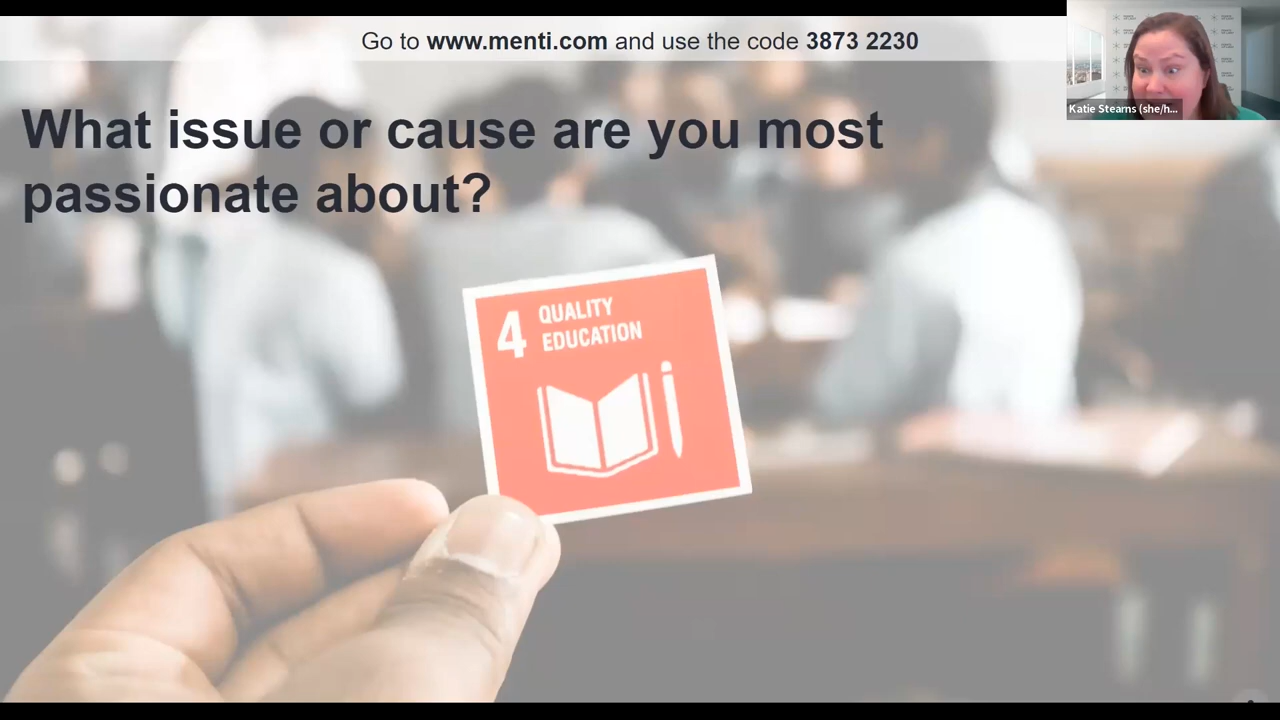 Go to www.menti.com and use the code 3873 2230
What issue or cause are you most
passionate about?
Katie Stearns (she/h...
4 QUALITY
EDUCATION